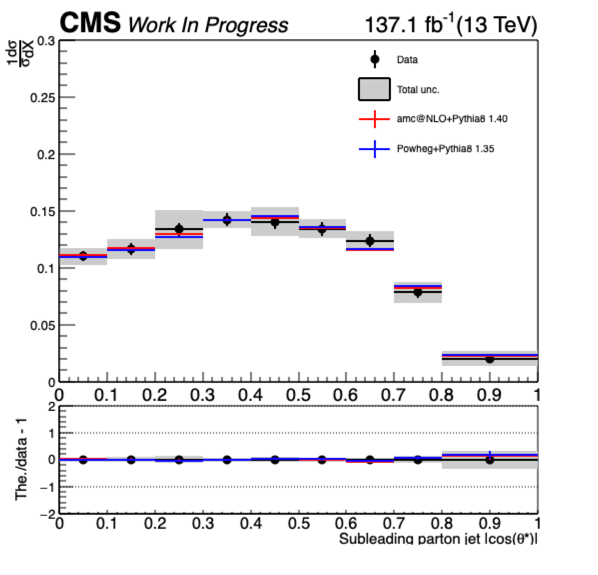 CMS Work In Progress 137.1 fb⁻¹(13 TeV)
1 dσ
σ dX
0.3
0.25
0.2
0.15
0.1
0.05
0
Data
Total unc.
amc@NLO+Pythia8 1.40
Powheg+Pythia8 1.35
0 0.1 0.2 0.3 0.4 0.5 0.6 0.7 0.8 0.9 1
The./data - 1
2
1
0
−1
−2
0 0.1 0.2 0.3 0.4 0.5 0.6 0.7 0.8 0.9 1
Subleading parton jet |cos(θ*)|